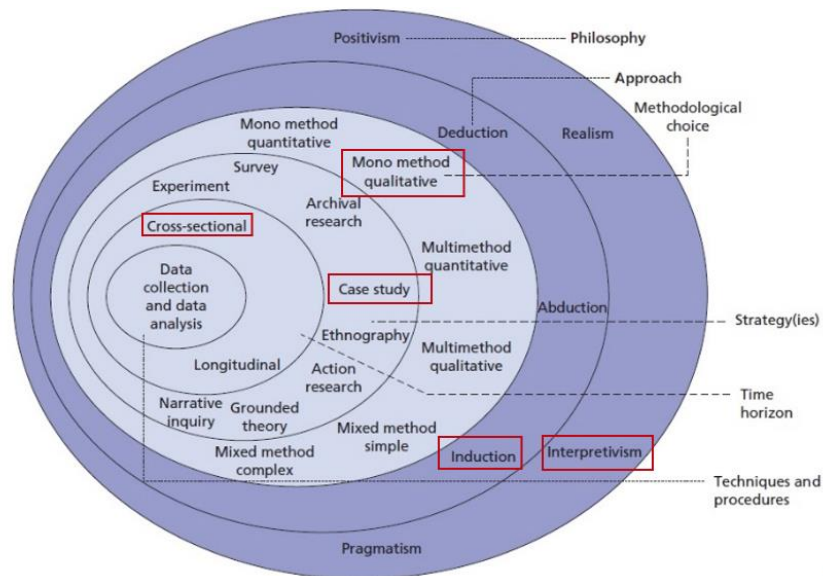 Positivism
Philosophy
Approach
Methodological
choice
Mono method
quantitative
Deduction
Realism
Survey
Mono method
qualitative
Experiment
Archival
research
Cross-sectional
Multimethod
quantitative
Data
collection
and data
analysis
Case study
Abduction
Strategy(ies)
Ethnography
Multimethod
qualitative
Longitudinal
Action
research
Time
horizon
Narrative
inquiry
Grounded
theory
Mixed method
simple
Mixed method
complex
Induction
Interpretivism
Techniques and
procedures
Pragmatism